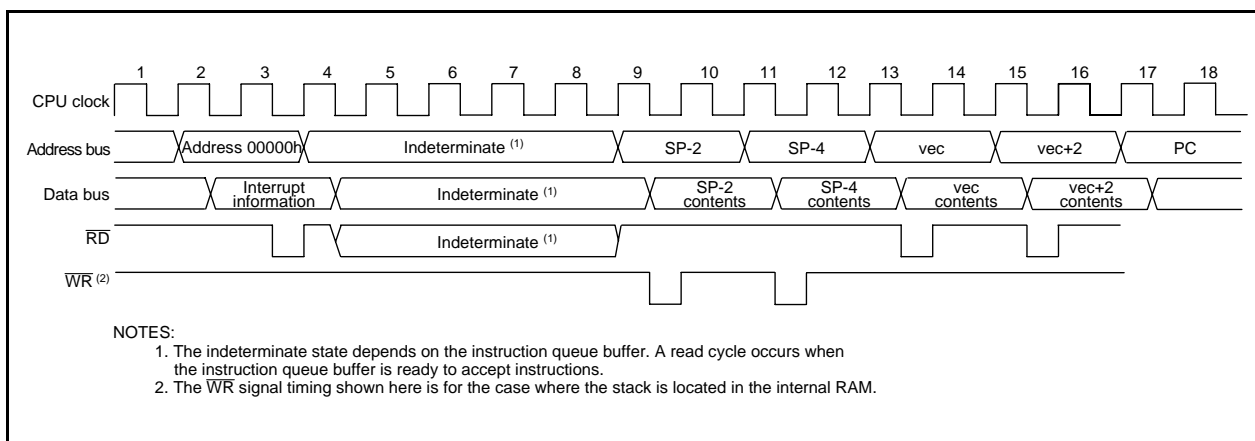 1 2 3 4 5 6 7 8 9 10 11 12 13 14 15 16 17 18
CPU clock
Address bus Address 00000h Indeterminate (1) SP-2 SP-4 vec vec+2 PC
Data bus Interrupt information Indeterminate (1) SP-2 contents SP-4 contents vec contents vec+2 contents
RD Indeterminate (1)
WR (2)
NOTES:
1. The indeterminate state depends on the instruction queue buffer. A read cycle occurs when
the instruction queue buffer is ready to accept instructions.
2. The WR signal timing shown here is for the case where the stack is located in the internal RAM.